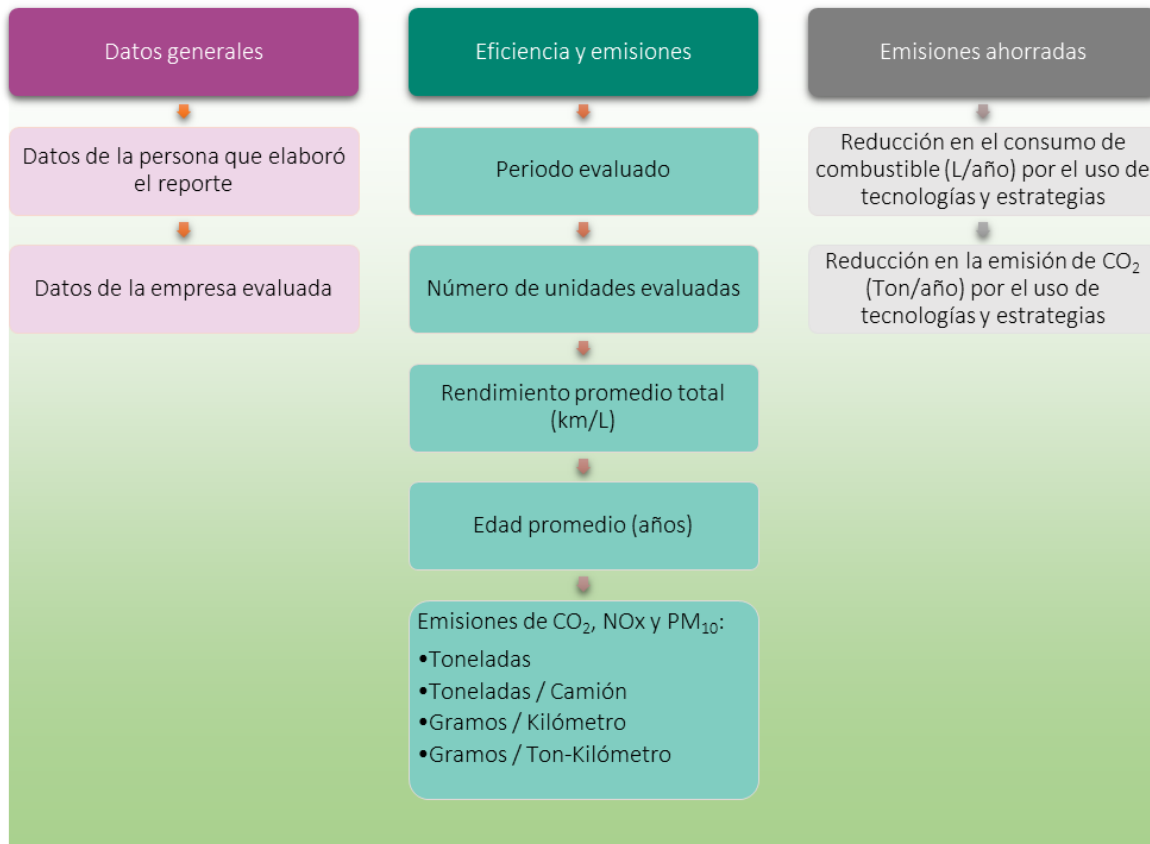 Datos generales
Datos de la persona que elaboró
el reporte
Datos de la empresa evaluada
Eficiencia y emisiones
Periodo evaluado
Número de unidades evaluadas
Rendimiento promedio total
(km/L)
Edad promedio (años)
Emisiones de CO₂, NOx y PM₁₀:
•Toneladas
•Toneladas / Camión
•Gramos / Kilómetro
•Gramos / Ton-Kilómetro
Emisiones ahorradas
Reducción en el consumo de
combustible (L/año) por el uso de
tecnologías y estrategias
Reducción en la emisión de CO₂
(Ton/año) por el uso de
tecnologías y estrategias